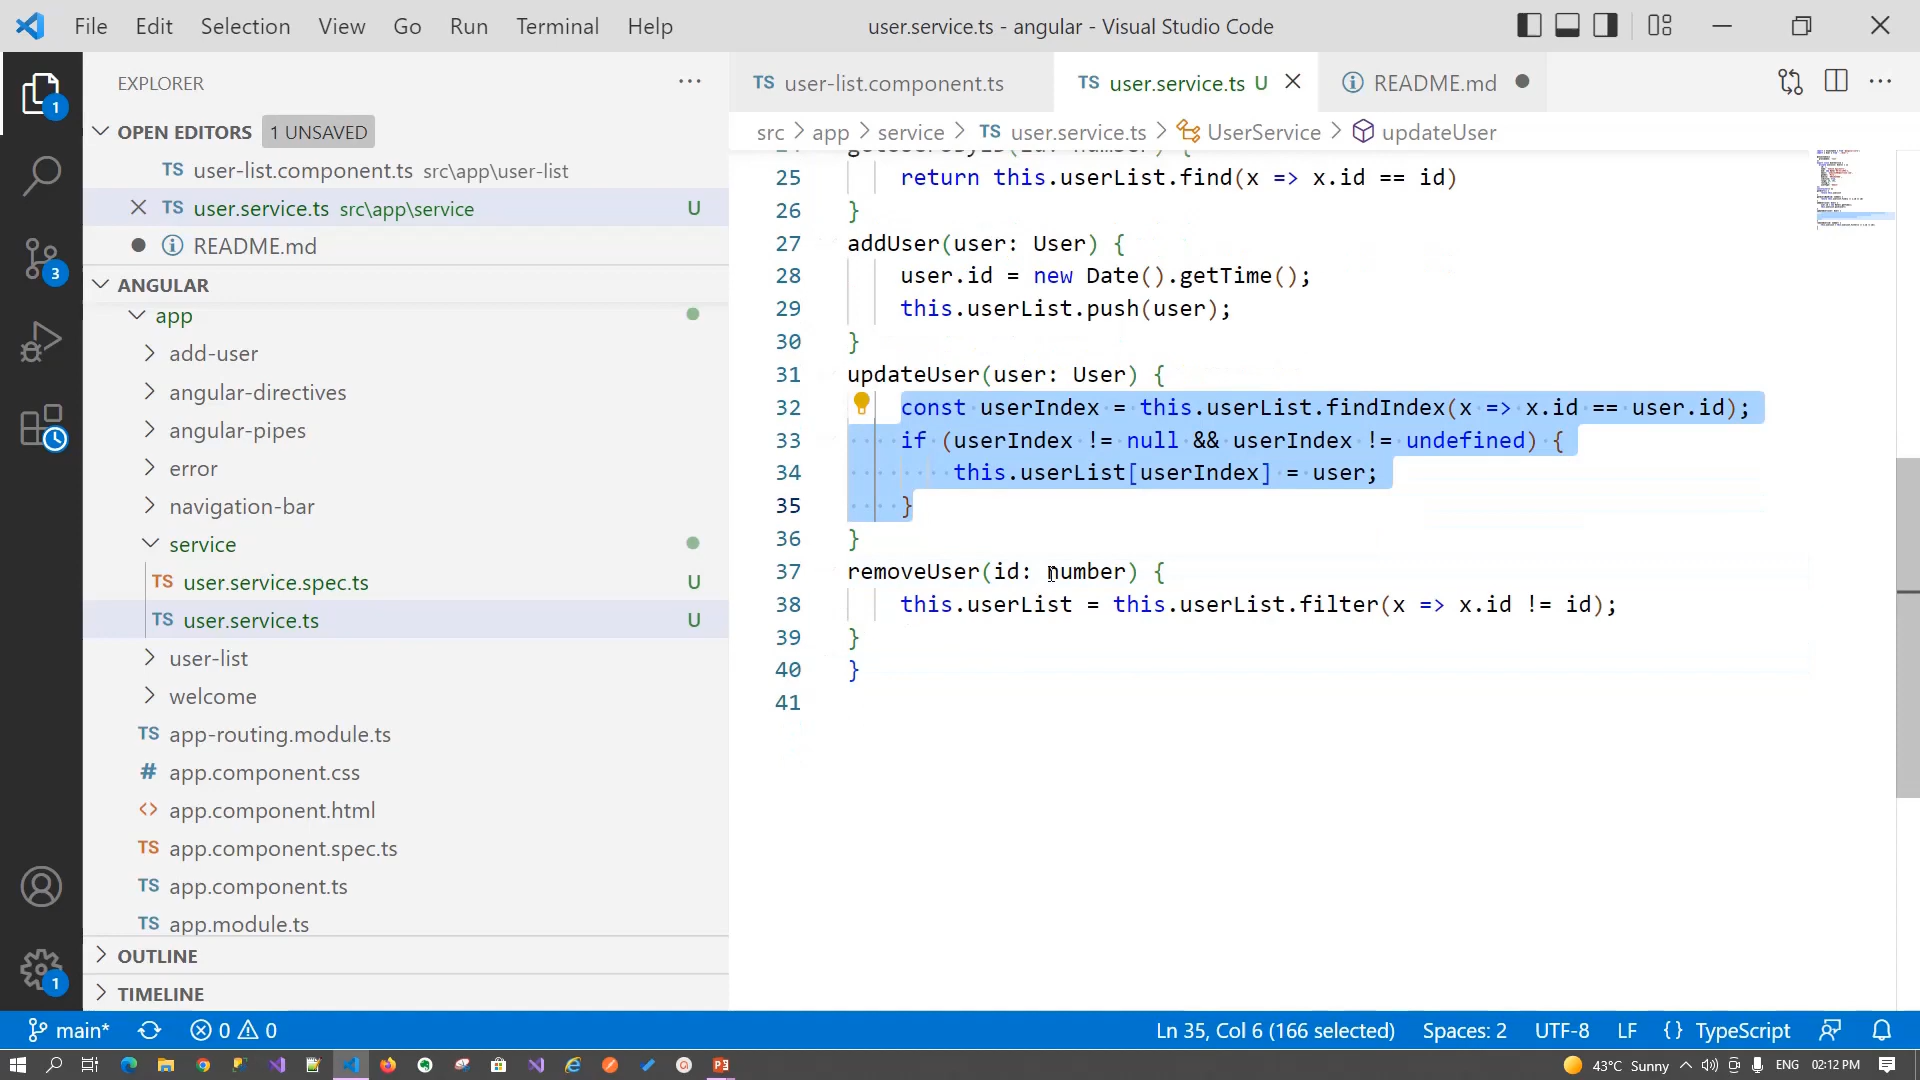 File Edit Selection View Go Run Terminal Help
user.service.ts - angular - Visual Studio Code
EXPLORER
OPEN EDITORS 1 UNSAVED
TS user-list.component.ts src\app\user-list
TS user.service.ts src\app\service U
README.md
ANGULAR
app
add-user
angular-directives
angular-pipes
error
navigation-bar
service
TS user.service.spec.ts U
TS user.service.ts U
user-list
welcome
TS app-routing.module.ts
# app.component.css
<> app.component.html
TS app.component.spec.ts
TS app.component.ts
TS app.module.ts
OUTLINE
TIMELINE
1
3
1
TS user-list.component.ts
TS user.service.ts U
README.md
src > app > service > TS user.service.ts > UserService > updateUser
25 return this.userList.find(x => x.id == id)
26 }
27 addUser(user: User) {
28 user.id = new Date().getTime();
29 this.userList.push(user);
30 }
31 updateUser(user: User) {
32 const userIndex = this.userList.findIndex(x => x.id == user.id);
33 if (userIndex != null && userIndex != undefined) {
34 this.userList[userIndex] = user;
35 }
36 }
37 removeUser(id: number) {
38 this.userList = this.userList.filter(x => x.id != id);
39 }
40 }
41
main* 0 0
Ln 35, Col 6 (166 selected) Spaces: 2 UTF-8 LF {} TypeScript
43°C Sunny ENG 02:12 PM